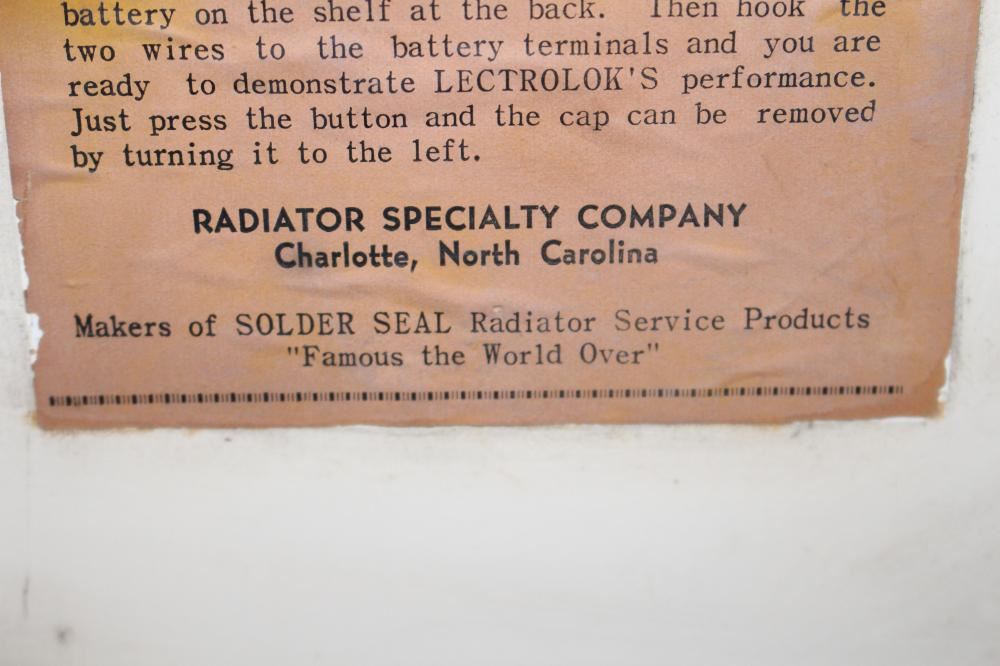 battery on the shelf at the back. Then hook the
two wires to the battery terminals and you are
ready to demonstrate LECTROLOK'S performance.
Just press the button and the cap can be removed
by turning it to the left.
RADIATOR SPECIALTY COMPANY
Charlotte, North Carolina
Makers of SOLDER SEAL Radiator Service Products
"Famous the World Over"